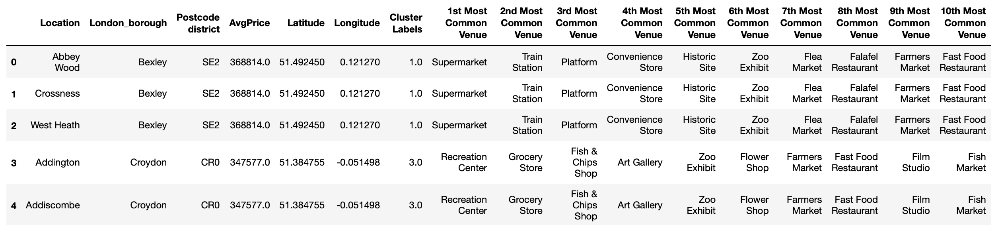 Location London_borough Postcode district AvgPrice Latitude Longitude Cluster Labels 1st Most Common Venue 2nd Most Common Venue 3rd Most Common Venue 4th Most Common Venue 5th Most Common Venue 6th Most Common Venue 7th Most Common Venue 8th Most Common Venue 9th Most Common Venue 10th Most Common Venue
0 Abbey Wood Bexley SE2 368814.0 51.492450 0.121270 1.0 Supermarket Train Station Platform Convenience Store Historic Site Zoo Exhibit Flea Market Falafel Restaurant Farmers Market Fast Food Restaurant
1 Crossness Bexley SE2 368814.0 51.492450 0.121270 1.0 Supermarket Train Station Platform Convenience Store Historic Site Zoo Exhibit Flea Market Falafel Restaurant Farmers Market Fast Food Restaurant
2 West Heath Bexley SE2 368814.0 51.492450 0.121270 1.0 Supermarket Train Station Platform Convenience Store Historic Site Zoo Exhibit Flea Market Falafel Restaurant Farmers Market Fast Food Restaurant
3 Addington Croydon CR0 347577.0 51.384755 -0.051498 3.0 Recreation Center Grocery Store Fish & Chips Shop Art Gallery Zoo Exhibit Flower Shop Farmers Market Fast Food Restaurant Film Studio Fish Market
4 Addiscombe Croydon CR0 347577.0 51.384755 -0.051498 3.0 Recreation Center Grocery Store Fish & Chips Shop Art Gallery Zoo Exhibit Flower Shop Farmers Market Fast Food Restaurant Film Studio Fish Market